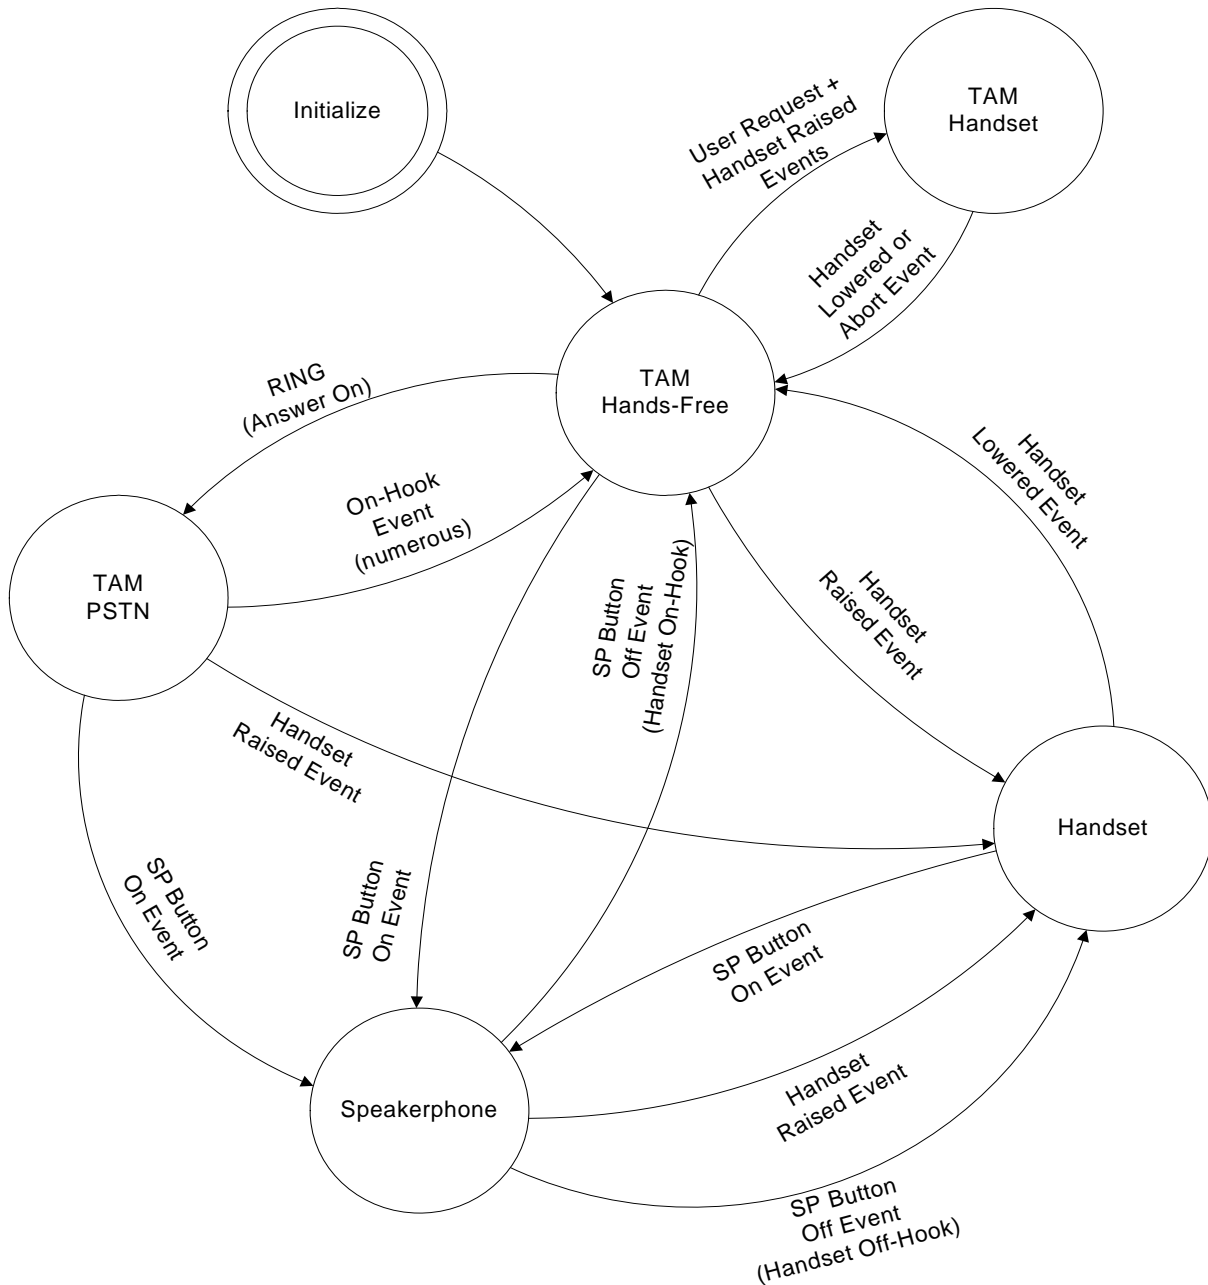 Initialize
TAM
Handset
User Request +
Handset Raised
Events
Handset
Lowered or
Abort Event
TAM
Hands-Free
RING
(Answer On)
On-Hook
Event
(numerous)
Handset
Lowered Event
TAM
PSTN
SP Button
Off Event
(Handset On-Hook)
Handset
Raised Event
Handset
Raised Event
Handset
SP Button
On Event
SP Button
On Event
SP Button
On Event
Speakerphone
Handset
Raised Event
SP Button
Off Event
(Handset Off-Hook)